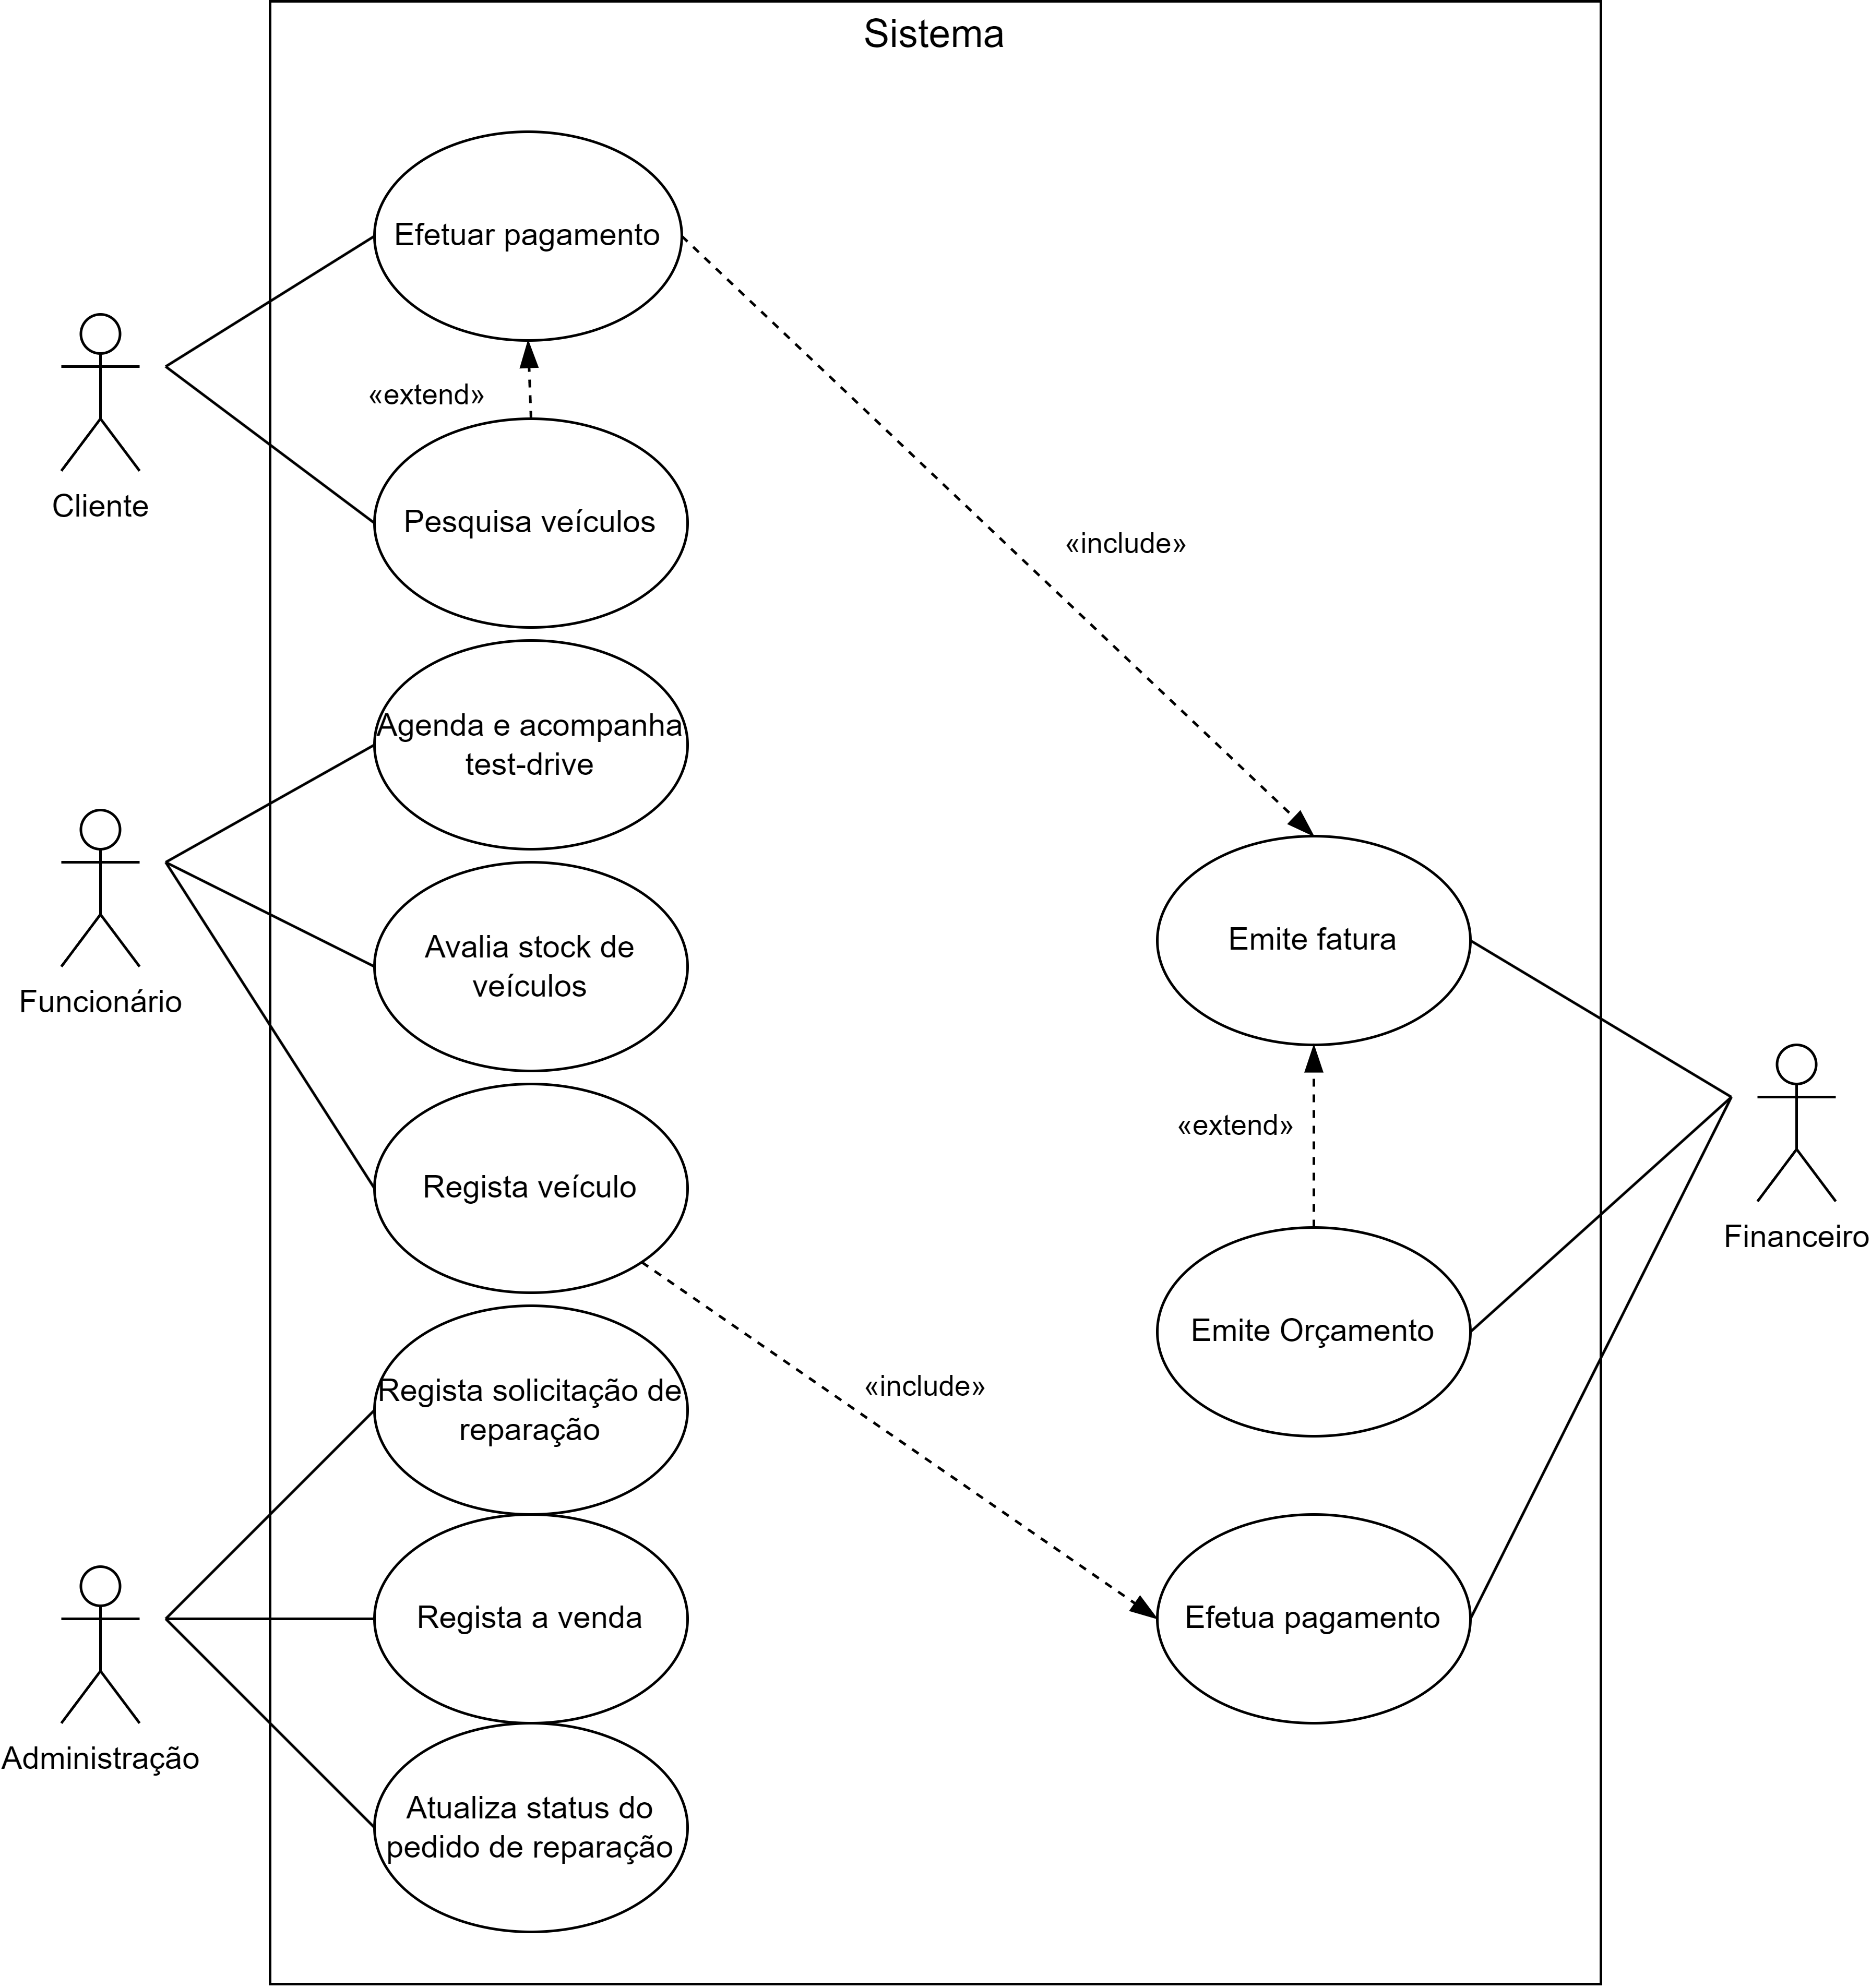 Sistema
Efetuar pagamento
«extend»
Cliente
Pesquisa veículos
«include»
Agenda e acompanha
test-drive
Funcionário
Avalia stock de
veículos
Emite fatura
«extend»
Regista veículo
Financeiro
Emite Orçamento
«include»
Regista solicitação de
reparação
Regista a venda
Efetua pagamento
Administração
Atualiza status do
pedido de reparação